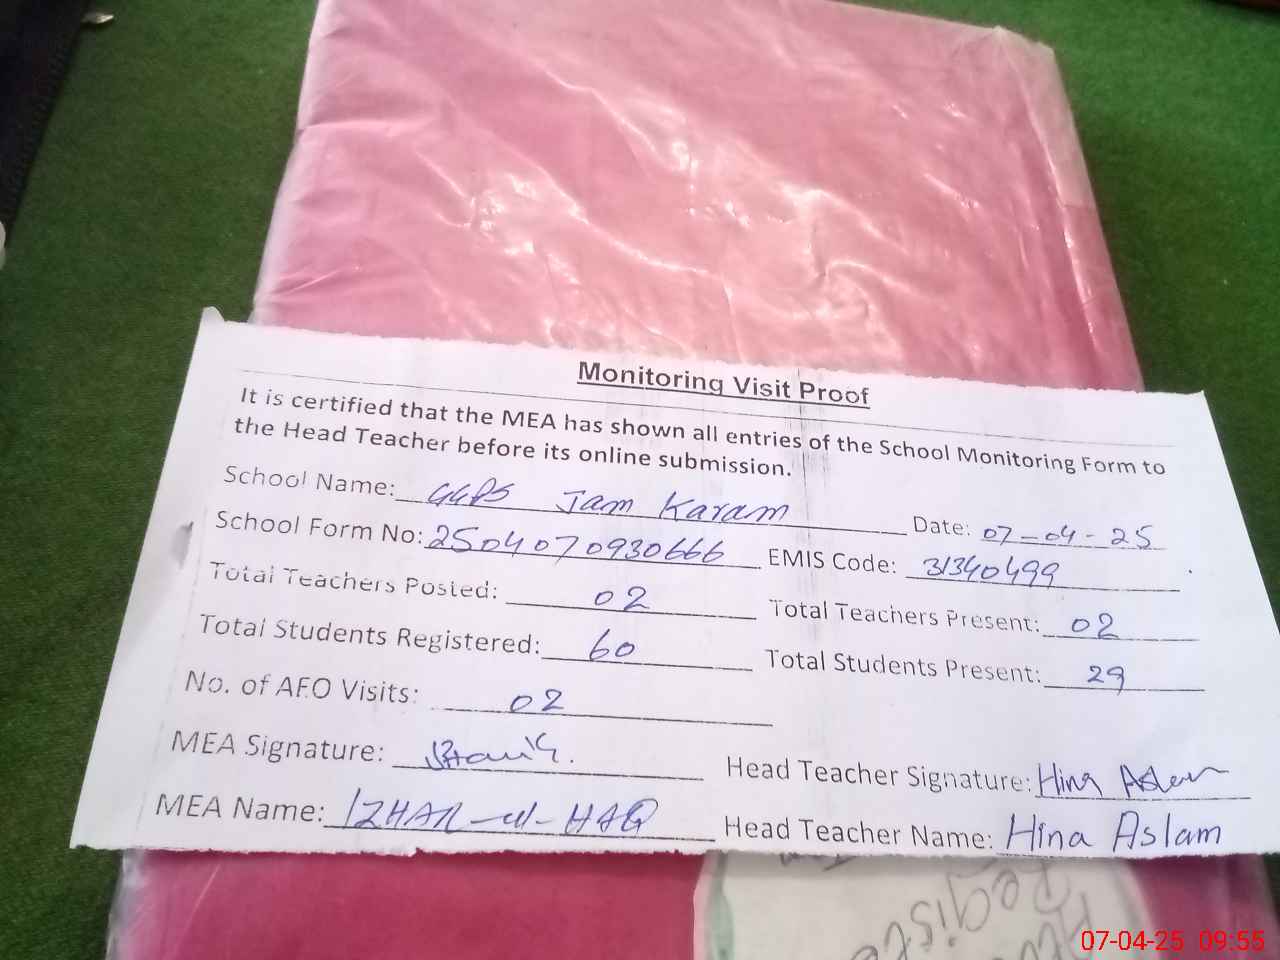 Monitoring Visit Proof
It is certified that the MEA has shown all entries of the School Monitoring Form to
the Head Teacher before its online submission.
School Name: GGPS Jam Karam Date: 07-04-25
School Form No: 2504070930666 EMIS Code: 31340499
Total Teachers Posted: 02 Total Teachers Present: 02
Total Students Registered: 60 Total Students Present: 29
No. of AEO Visits: 02
MEA Signature: Head Teacher Signature: Hina Aslam
MEA Name: IZHAR-ul-HAQ Head Teacher Name: Hina Aslam
07-04-25 09:55